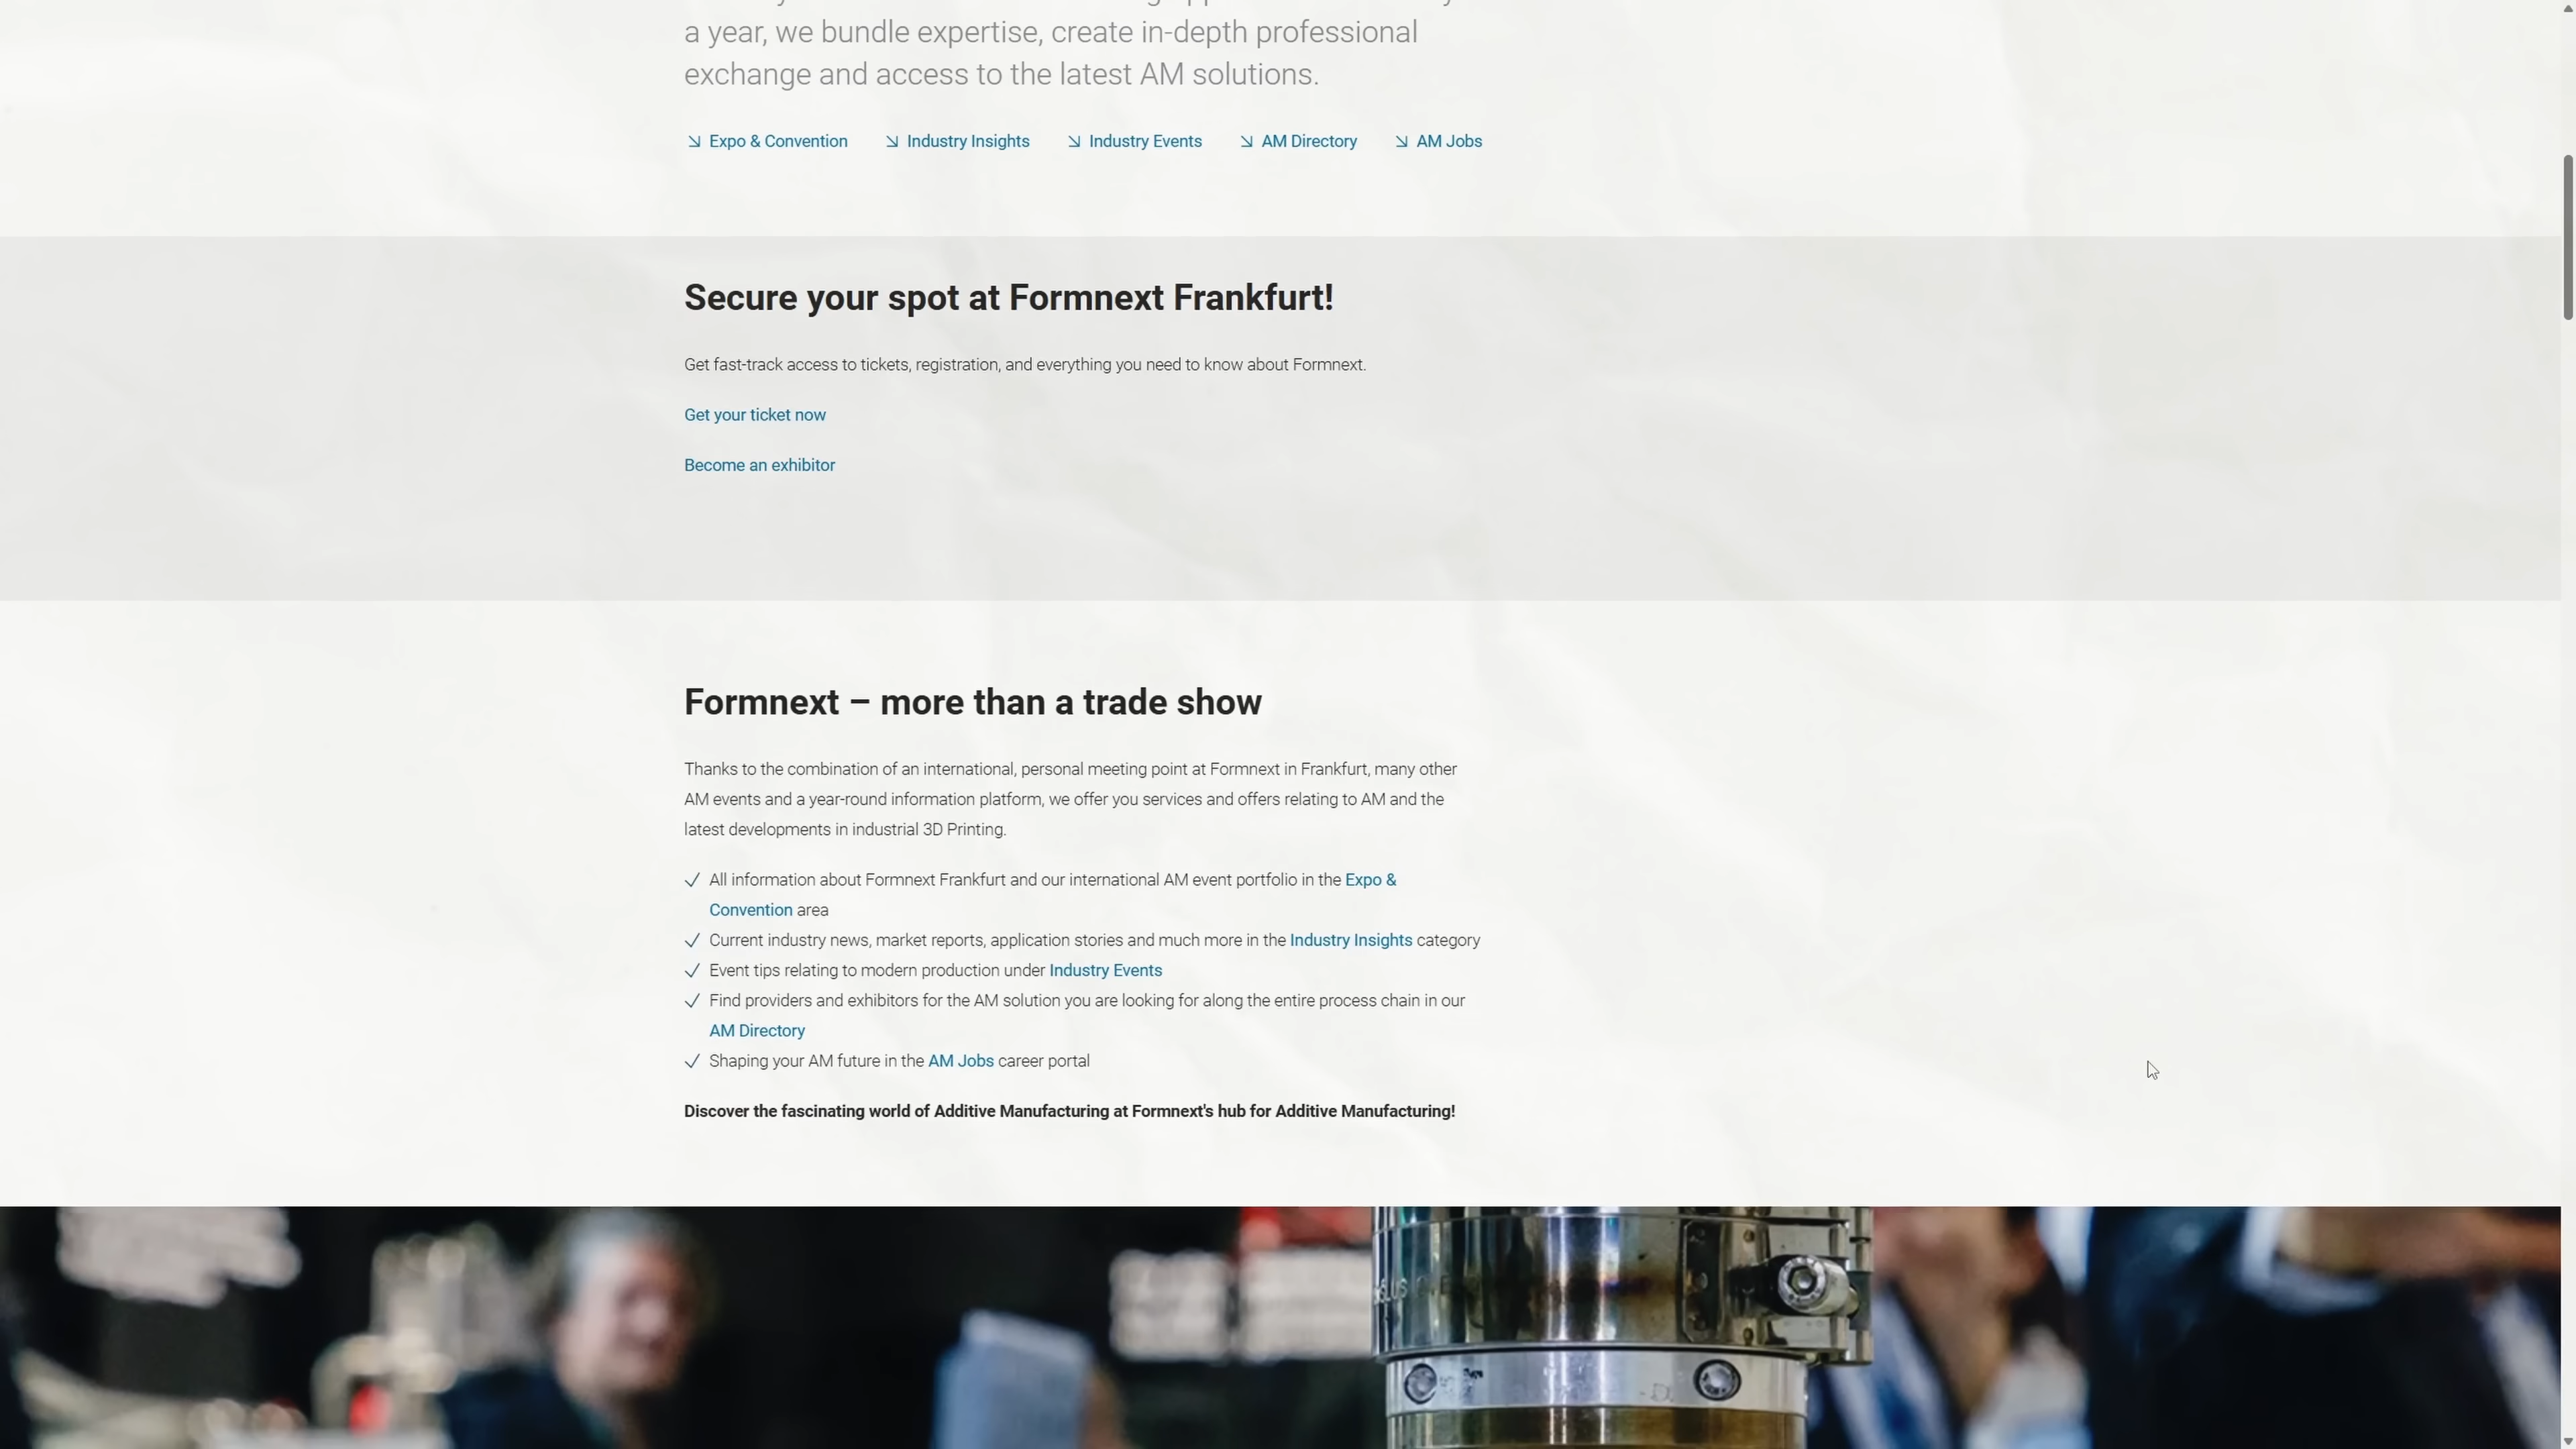 a year, we bundle expertise, create in-depth professional
exchange and access to the latest AM solutions.
Expo & Convention Industry Insights Industry Events AM Directory AM Jobs
Secure your spot at Formnext Frankfurt!
Get fast-track access to tickets, registration, and everything you need to know about Formnext.
Get your ticket now
Become an exhibitor
Formnext – more than a trade show
Thanks to the combination of an international, personal meeting point at Formnext in Frankfurt, many other
AM events and a year-round information platform, we offer you services and offers relating to AM and the
latest developments in industrial 3D Printing.
All information about Formnext Frankfurt and our international AM event portfolio in the Expo &
Convention area
Current industry news, market reports, application stories and much more in the Industry Insights category
Event tips relating to modern production under Industry Events
Find providers and exhibitors for the AM solution you are looking for along the entire process chain in our
AM Directory
Shaping your AM future in the AM Jobs career portal
Discover the fascinating world of Additive Manufacturing at Formnext's hub for Additive Manufacturing!